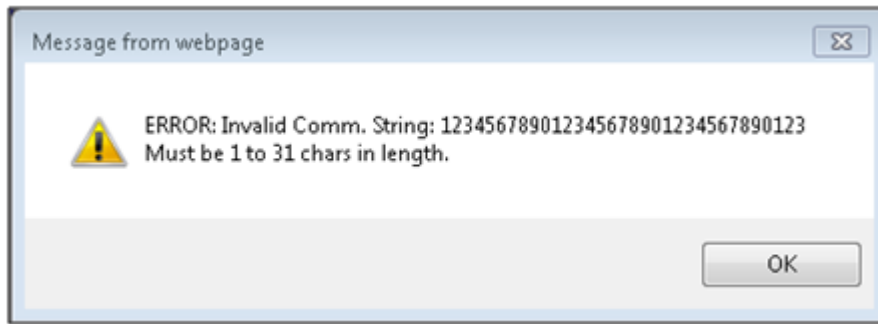 Message from webpage
ERROR: Invalid Comm. String: 123456789012345678901234567890123
Must be 1 to 31 chars in length.
OK